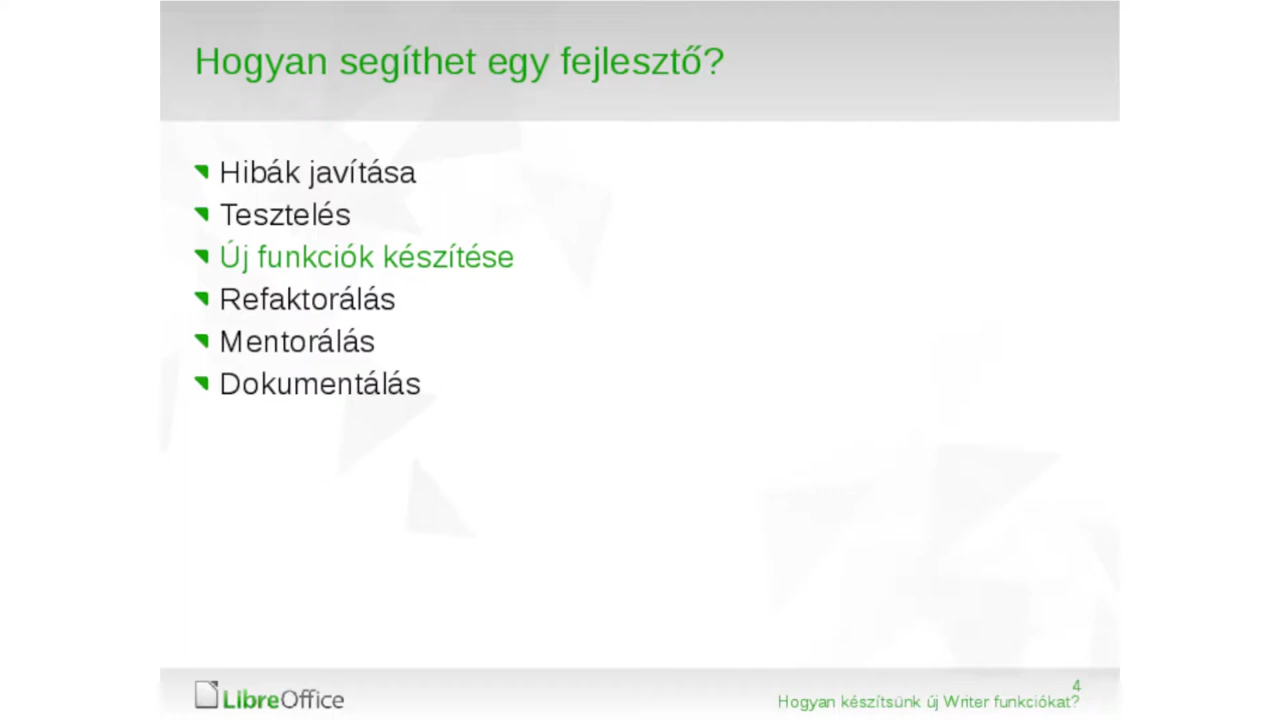 Hogyan segíthet egy fejlesztő?
Hibák javítása
Tesztelés
Új funkciók készítése
Refaktorálás
Mentorálás
Dokumentálás
LibreOffice
4
Hogyan készítsünk új Writer funkciókat?